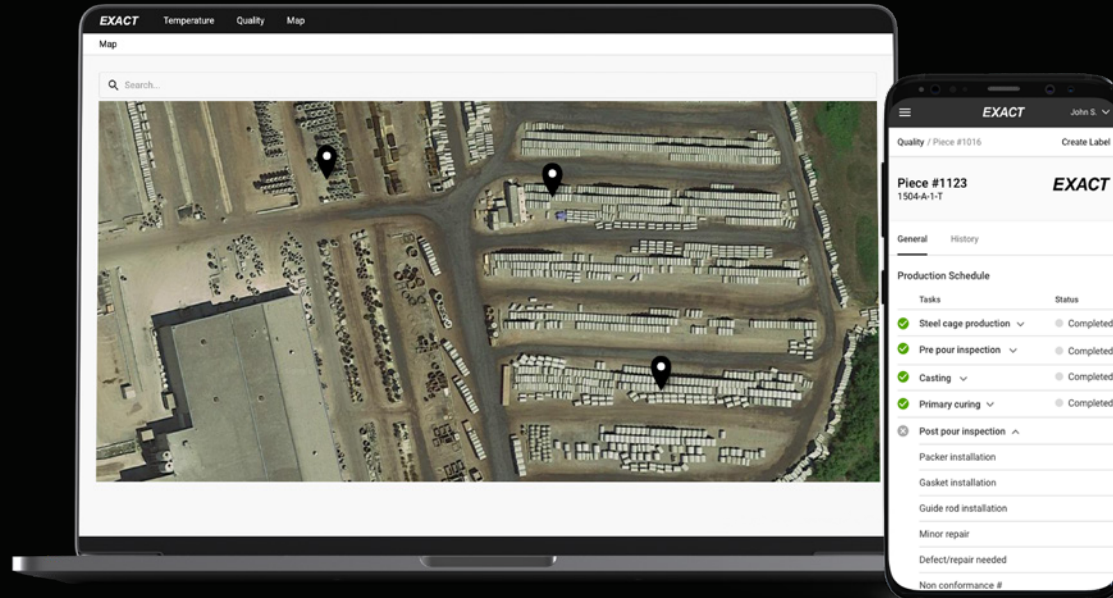 EXACT Temperature Quality Map
Map
Search...
EXACT John S.
Quality / Piece #1016 Create Label
Piece #1123 EXACT
1504-A-1-T
General History
Production Schedule
Tasks Status
Steel cage production Completed
Pre pour inspection Completed
Casting Completed
Primary curing Completed
Post pour inspection
Packer installation
Gasket installation
Guide rod installation
Minor repair
Defect/repair needed
Non conformance #